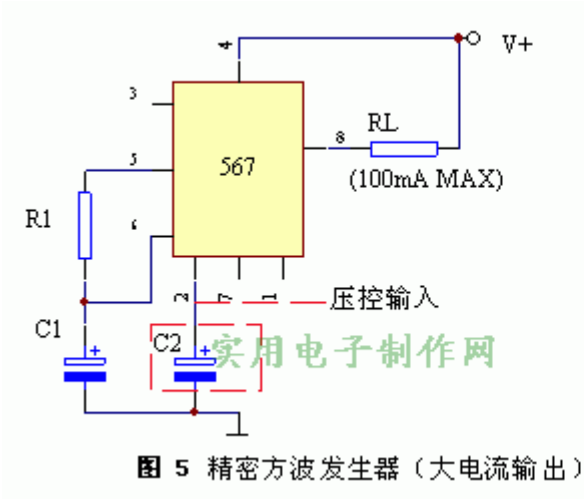 4
V+
3
RL
8
5
567
(100mA MAX)
R1
6
2
7
1
压控输入
C1
+
C2
+
实用电子制作网
图 5 精密方波发生器（大电流输出）